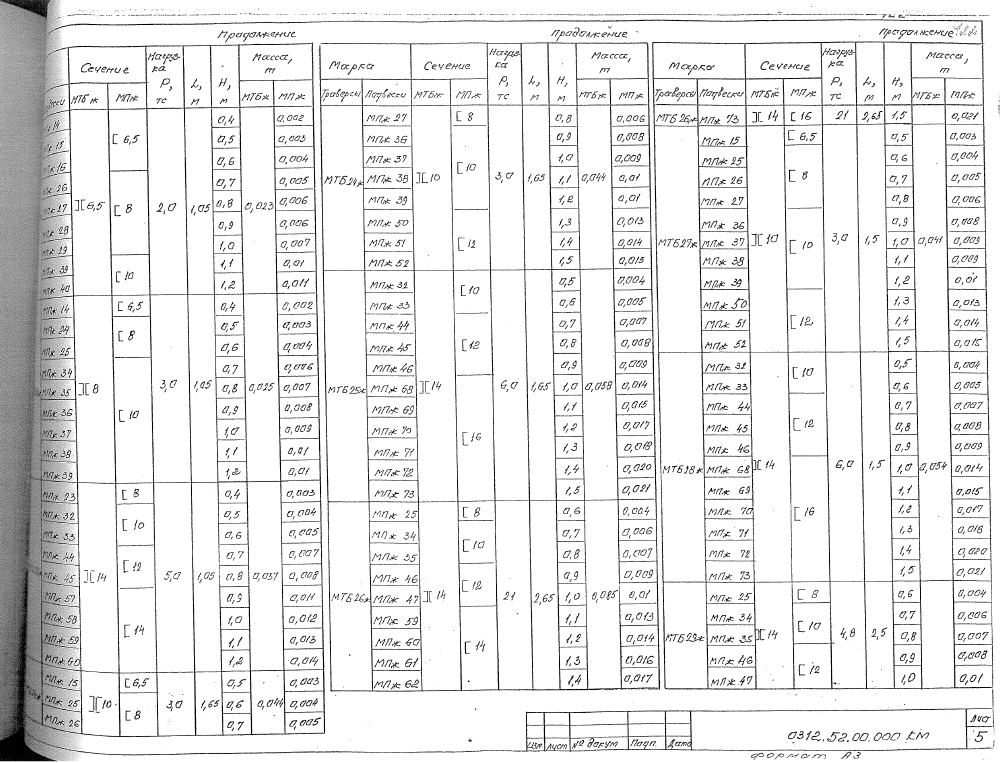 Продолжение
Сечение Нагруз-ка P, тс L, м H, м Масса, т
МТБж МПж МТБж МПж
[ 6,5 0,4 0,002
МПж 15 0,5 0,003
МПж 16 0,6 0,004
МПж 26 0,7 0,005
МПж 27 ][ 6,5 [ 8 2,0 1,05 0,8 0,023 0,006
МПж 28 0,9 0,006
МПж 29 1,0 0,007
МПж 39 [ 10 1,1 0,01
МПж 40 1,2 0,011
МПж 14 [ 6,5 0,4 0,002
МПж 24 [ 8 0,5 0,003
МПж 25 0,6 0,004
МПж 34 0,7 0,006
МПж 35 ][ 8 3,0 1,05 0,8 0,025 0,007
МПж 36 [ 10 0,9 0,008
МПж 37 1,0 0,009
МПж 38 1,1 0,01
МПж 39 1,2 0,01
МПж 23 [ 8 0,4 0,003
МПж 32 [ 10 0,5 0,004
МПж 33 0,6 0,005
МПж 44 [ 12 0,7 0,007
МПж 45 ][ 14 5,0 1,05 0,8 0,037 0,008
МПж 57 0,9 0,011
МПж 58 [ 14 1,0 0,012
МПж 59 1,1 0,013
МПж 60 1,2 0,014
МПж 15 [ 6,5 0,5 0,003
МПж 25 ][ 10 [ 8 3,0 1,65 0,6 0,044 0,004
МПж 26 0,7 0,005
Продолжение
Марка Сечение Нагруз-ка P, тс L, м H, м Масса, т
Траверсы Подвески МТБж МПж МТБж МПж
МПж 27 [ 8 0,8 0,006
МПж 36 0,9 0,008
МПж 37 [ 10 1,0 0,009
МТБ24ж МПж 38 ][ 10 3,0 1,65 1,1 0,044 0,01
МПж 39 1,2 0,01
МПж 50 1,3 0,013
МПж 51 [ 12 1,4 0,014
МПж 52 1,5 0,015
МПж 32 [ 10 0,5 0,004
МПж 33 0,6 0,005
МПж 44 0,7 0,007
МПж 45 [ 12 0,8 0,008
МПж 46 0,9 0,009
МТБ25ж МПж 68 ][ 14 6,0 1,65 1,0 0,058 0,014
МПж 69 1,1 0,015
МПж 70 [ 16 1,2 0,017
МПж 71 1,3 0,018
МПж 72 1,4 0,020
МПж 73 1,5 0,021
МПж 25 [ 8 0,6 0,004
МПж 34 [ 10 0,7 0,006
МПж 35 0,8 0,007
МПж 46 [ 12 0,9 0,009
МТБ26ж МПж 47 ][ 14 21 2,65 1,0 0,085 0,01
МПж 59 1,1 0,013
МПж 60 [ 14 1,2 0,014
МПж 61 1,3 0,016
МПж 62 1,4 0,017
Продолжение
Марка Сечение Нагруз-ка P, тс L, м H, м Масса, т
Траверсы Подвески МТБж МПж МТБж МПж
МТБ26ж МПж 73 ][ 14 [ 16 21 2,65 1,5 0,021
МПж 15 [ 6,5 0,5 0,003
МПж 25 0,6 0,004
МПж 26 [ 8 0,7 0,005
МПж 27 0,8 0,006
МПж 36 0,9 0,008
МТБ27ж МПж 37 ][ 10 [ 10 3,0 1,5 1,0 0,041 0,009
МПж 38 1,1 0,009
МПж 39 1,2 0,01
МПж 50 1,3 0,013
МПж 51 [ 12 1,4 0,014
МПж 52 1,5 0,015
МПж 32 [ 10 0,5 0,004
МПж 33 0,6 0,005
МПж 44 0,7 0,007
МПж 45 [ 12 0,8 0,008
МПж 46 0,9 0,009
МТБ28ж МПж 68 ][ 14 6,0 1,5 1,0 0,054 0,014
МПж 69 1,1 0,015
МПж 70 [ 16 1,2 0,017
МПж 71 1,3 0,018
МПж 72 1,4 0,020
МПж 73 1,5 0,021
МПж 25 [ 8 0,6 0,004
МПж 34 [ 10 0,7 0,006
МТБ29ж МПж 35 ][ 14 4,8 2,5 0,8 0,007
МПж 46 [ 12 0,9 0,008
МПж 47 1,0 0,01
Изм Лист № докум Подп. Дата
0312.52.00.000 КМ
Лист
5
Формат А3